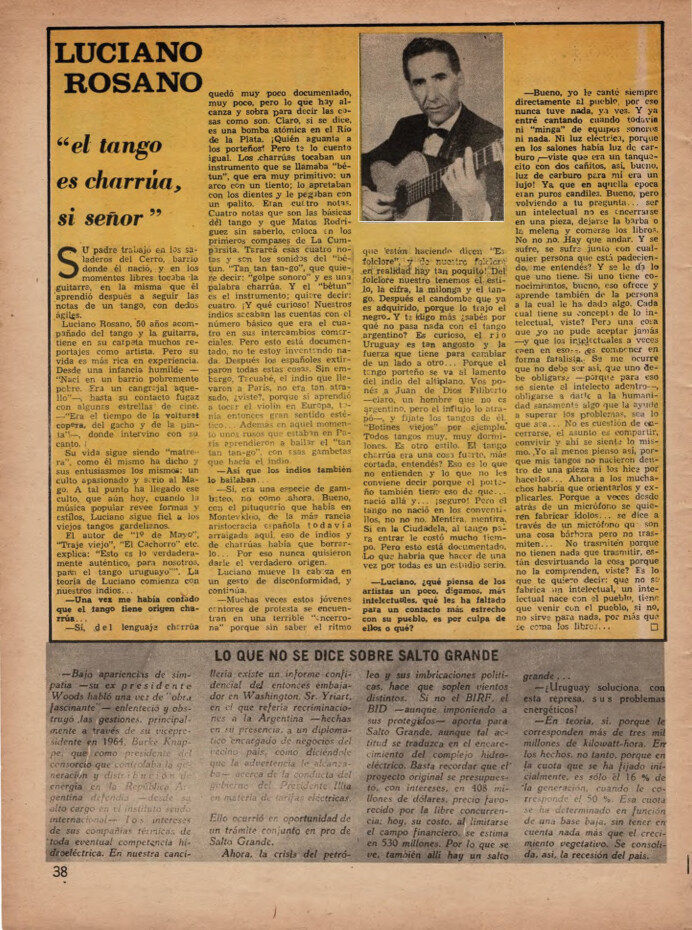 LUCIANO
ROSANO
"el tango
es charrúa,
si señor"
SU padre trabajó en los sa-
laderos del Cerro, barrio
donde él nació, y en los
momentos libres tocaba la
guitarra, en la misma que él
aprendió después a seguir las
notas de un tango, con dedos
ágiles.
Luciano Rosano, 50 años acom-
pañado del tango y la guitarra,
tiene en su carpeta muchos
reportajes como artista. Pero su
vida es más rica en experiencia.
Desde una infancia humilde —
"Nací en un barrio pobremente
pobre. Era un cangrejal aque-
llo"—, hasta su contacto fugaz
con algunas estrellas de cine.
—"Era el tiempo de la voituret
copera, del gacho y de la pin-
ta"—, donde intervino con su
canto.
Su vida sigue siendo "matre-
ra", como él mismo ha dicho y
sus entusiasmos los mismos: un
culto apasionado y serio al Ma-
go. A tal punto ha llegado ese
culto, que aún hoy, cuando la
música popular revee formas y
estilos, Luciano sigue fiel a los
viejos tangos gardelianos.
El autor de "1º de Mayo",
"Traje viejo", "El Cachorro" etc.
explica: "Esto es lo verdadera-
mente auténtico, para nosotros,
para el tango uruguayo". La
teoría de Luciano comienza con
nuestros indios...
—Una vez me había contado
que el tango tiene origen cha-
rrúa...
—Sí, del lenguaje charrúa
quedó muy poco documentado,
muy poco, pero lo que hay al-
canza y sobra para decir las co-
sas como son. Claro, si se dice,
es una bomba atómica en el Río
de la Plata. ¡Quién aguanta a
los porteños! Pero te lo cuento
igual. Los charrúas tocaban un
instrumento que se llamaba "bé-
tun", que era muy primitivo: un
arco con un tiento; lo apretaban
con los dientes y le pegaban con
un palito. Eran cuatro notas.
Cuatro notas que son las básicas
del tango y que Matos Rodrí-
guez sin saberlo, coloca en los
primeros compases de La Cum-
parsita. Tararea esas cuatro no-
tas y son los sonidos del "bé-
tun. "Tan tan tan-go", que quie-
re decir: "golpe sonoro" y es una
palabra charrúa. Y el "bétun"
es el instrumento; quiere decir
cuatro. ¡Y qué curioso! Nuestros
indios sacaban las cuentas con el
número básico que era el cua-
tro en sus intercambios comer-
ciales. Pero esto está documen-
tado, no te estoy inventando na-
da. Después los españoles extir-
paron todas estas cosas. Sin em-
bargo, Tacuabé, el indio que lle-
varon a París, no era tan atra-
sado, ¿viste?, porque si aprendió
a tocar el violín en Europa, te-
nía entonces gran sentido esté-
tico... Además en aquel momen-
to unos rusos que estaban en Pa-
rís aprendieron a bailar el "tan
tan tan-go", con esas gambetas
que hacía el indio.
—Así que los indios también
lo bailaban...
—Sí, era una especie de gam-
biteo, no como ahora. Bueno,
con el pituquerío que había en
Montevideo, de la más rancia
aristocracia española todavía
arraigada aquí, eso de indios y
de charrúas había que borrar-
lo... Por eso nunca quisieron
darle el verdadero origen.
Luciano mueve la cabeza en
un gesto de disconformidad, y
continúa.
—Muchas veces estos jóvenes
cantores de protesta se encuen-
tran en una terrible "encerro-
na" porque sin saber el ritmo
que están haciendo dicen "Es
folclore", y de nuestro folclore
en realidad hay tan poquito! Del
folclore nuestro tenemos el esti-
lo, la cifra, la milonga y el tan-
go. Después el candombe que ya
es adquirido, porque lo trajo el
negro. Y te digo más ¿sabés por
qué no pasa nada con el tango
argentino? Es curioso, el río
Uruguay es tan angosto y la
fuerza que tiene para cambiar
de un lado a otro... Porque el
tango porteño se va al lamento
del indio del altiplano. Vos po-
nés a Juan de Dios Filiberto
—claro, un hombre que no es
argentino, pero el influjo lo atra-
pó—, y fijate los tangos de él.
"Botines viejos" por ejemplo.
Todos tangos muy, muy dormi-
lones. Es otro estilo. El tango
charrúa era una cosa fuerte, más
cortada, entendés? Eso es lo que
no entienden y lo que no les
conviene decir porque el porte-
ño también tiene eso de que...
nació allá y... ¡seguro! Pero el
tango no nació en los conventi-
llos, no no no. Mentira, mentira.
Si en la Ciudadela, al tango pa-
ra entrar le costó mucho tiem-
po. Pero esto está documentado.
Lo que habría que hacer de una
vez por todas es un estudio serio.
—Luciano, ¿qué piensa de los
artistas un poco, digamos, más
intelectuales, qué les ha faltado
para un contacto más estrecho
con su pueblo, es por culpa de
ellos o qué?
—Bueno, yo le canté siempre
directamente al pueblo, por eso
nunca tuve nada, ya ves. Y ya
entré cantando cuando todavía
ni "minga" de equipos sonoros
ni nada. Ni luz eléctrica, porque
en los salones había luz de car-
buro —viste que era un tanque-
cito con dos cañitos, así, bueno,
luz de carburo para mí era un
lujo! Ya que en aquella época
eran puros candiles. Bueno, pero
volviendo a tu pregunta... ser
un intelectual no es encerrarse
en una pieza, dejarse la barba o
la melena y comerse los libros.
No no no. Hay que andar. Y se
sufre, se sufre junto con cual-
quier persona que está padecien-
do, me entendés? Y se le da lo
que uno tiene. Si uno tiene co-
nocimientos, bueno, eso ofrece y
aprende también de la persona
a la cual le ha dado algo. Cada
cual tiene su concepto de lo in-
telectual, viste? Pero una cosa
que yo no pude aceptar jamás
—y que los intelectuales a veces
caen en eso—, es comerner en
forma fatalista. Se me ocurre
que no debe ser así, que uno de-
be obligarse —porque para eso
se siente el intelecto adentro—,
obligarse a darle a la humani-
dad sanamente algo que la ayude
a superar los problemas, sea lo
que sea... No es cuestión de en-
cerrarse, el asunto es compartir,
convivir y ahí se siente lo mis-
mo. ¡Yo al menos pienso así, por-
que mis tangos no nacieron den-
tro de una pieza ni los hice por
hacerlos... Ahora a los mucha-
chos habría que orientarlos y ex-
plicarles. Porque a veces desde
atrás de un micrófono se quie-
ren fabricar ídolos... se dice a
través de un micrófono que son
una cosa bárbara pero no tras-
miten... No trasmitén porque
no tienen nada que trasmitir, es-
tán desvirtuando la cosa porque
no la comprenden, viste? Es lo
que te quiero decir: que no se
fabrica un intelectual, un inte-
lectual nace con el pueblo, tiene
que venir con el pueblo, si no,
no sirve para nada, por más que
se coma los libros...
LO QUE NO SE DICE SOBRE SALTO GRANDE
—Bajo apariencias de sim-
patía —su ex presidente
Woods habló una vez de "obra
fascinante"— enlenteció y obs-
truyó las gestiones, principal-
mente a través de su vicepre-
sidente en 1964, Burke Knap-
pe, que como presidente del
consorcio que controlaba la ge-
neración y distribución de
energía en la República Ar-
gentina defendía —desde su
alto cargo en el instituto crudo
internacional— los intereses
de sus compañías técnicas de
toda eventual competencia hi-
droeléctrica. En nuestra canci-
llería existe un informe confi-
dencial del entonces embaja-
dor en Washington, Sr. Yriart,
en el que refería recriminacio-
nes a la Argentina —hechas
en su presencia, a un diplomá-
tico encargado de negocios del
vecino país, como diciéndole
que la advertencia le alcanza-
ba— acerca de la conducta del
gobierno del Presidente Illia
en materia de tarifas eléctricas.
Ello ocurrió en oportunidad de
un trámite conjunto en pro de
Salto Grande.
Ahora, la crisis del petró-
leo y sus imbricaciones políti-
cas, hace que soplen vientos
distintos. Si no el BIRF, el
BID —aunque imponiendo a
sus protegidos— aporta para
Salto Grande, aunque tal ac-
titud se traduzca en el encare-
cimiento del complejo hidro-
eléctrico. Basta recordar que el
proyecto original se presupues-
tó, con intereses, en 408 mi-
llones de dólares, precio favo-
recido por la libre concurren-
cia; hoy, su costo, al limitarse
el campo financiero, se estima
en 530 millones. Por lo que se
ve, también allí hay un salto
grande...
—¿Uruguay soluciona, con
esta represa, sus problemas
energéticos?
—En teoría, sí, porque le
corresponden más de tres mil
millones de kilowatt-hora. En
los hechos, no tanto, porque en
la cuota que se ha fijado ini-
cialmente, es sólo el 16 % de
la generación, cuando le co-
rresponde el 50 %. Esa cuota
se ha determinado en función
de una base baja, sin tener en
cuenta nada más que el creci-
miento vegetativo. Se consoli-
da, así, la recesión del país.
38